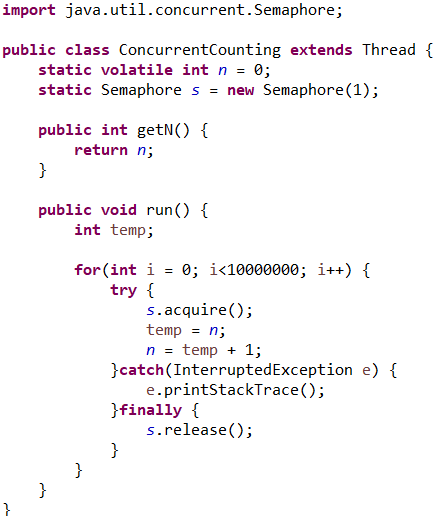 import java.util.concurrent.Semaphore;

public class ConcurrentCounting extends Thread {
    static volatile int n = 0;
    static Semaphore s = new Semaphore(1);

    public int getN() {
        return n;
    }

    public void run() {
        int temp;

        for(int i = 0; i<10000000; i++) {
            try {
                s.acquire();
                temp = n;
                n = temp + 1;
            }catch(InterruptedException e) {
                e.printStackTrace();
            }finally {
                s.release();
            }
        }
    }
}